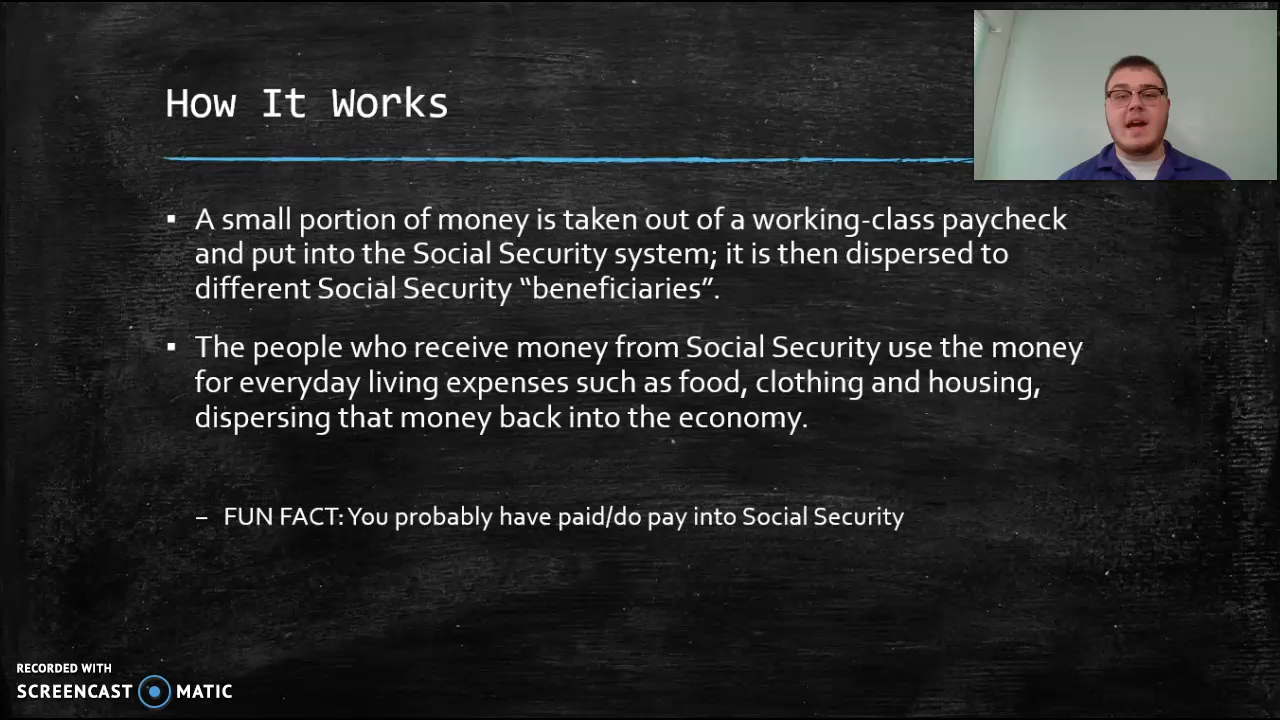 How It Works
▪ A small portion of money is taken out of a working-class paycheck
and put into the Social Security system; it is then dispersed to
different Social Security “beneficiaries”.
▪ The people who receive money from Social Security use the money
for everyday living expenses such as food, clothing and housing,
dispersing that money back into the economy.
– FUN FACT: You probably have paid/do pay into Social Security
RECORDED WITH
SCREENCAST MATIC